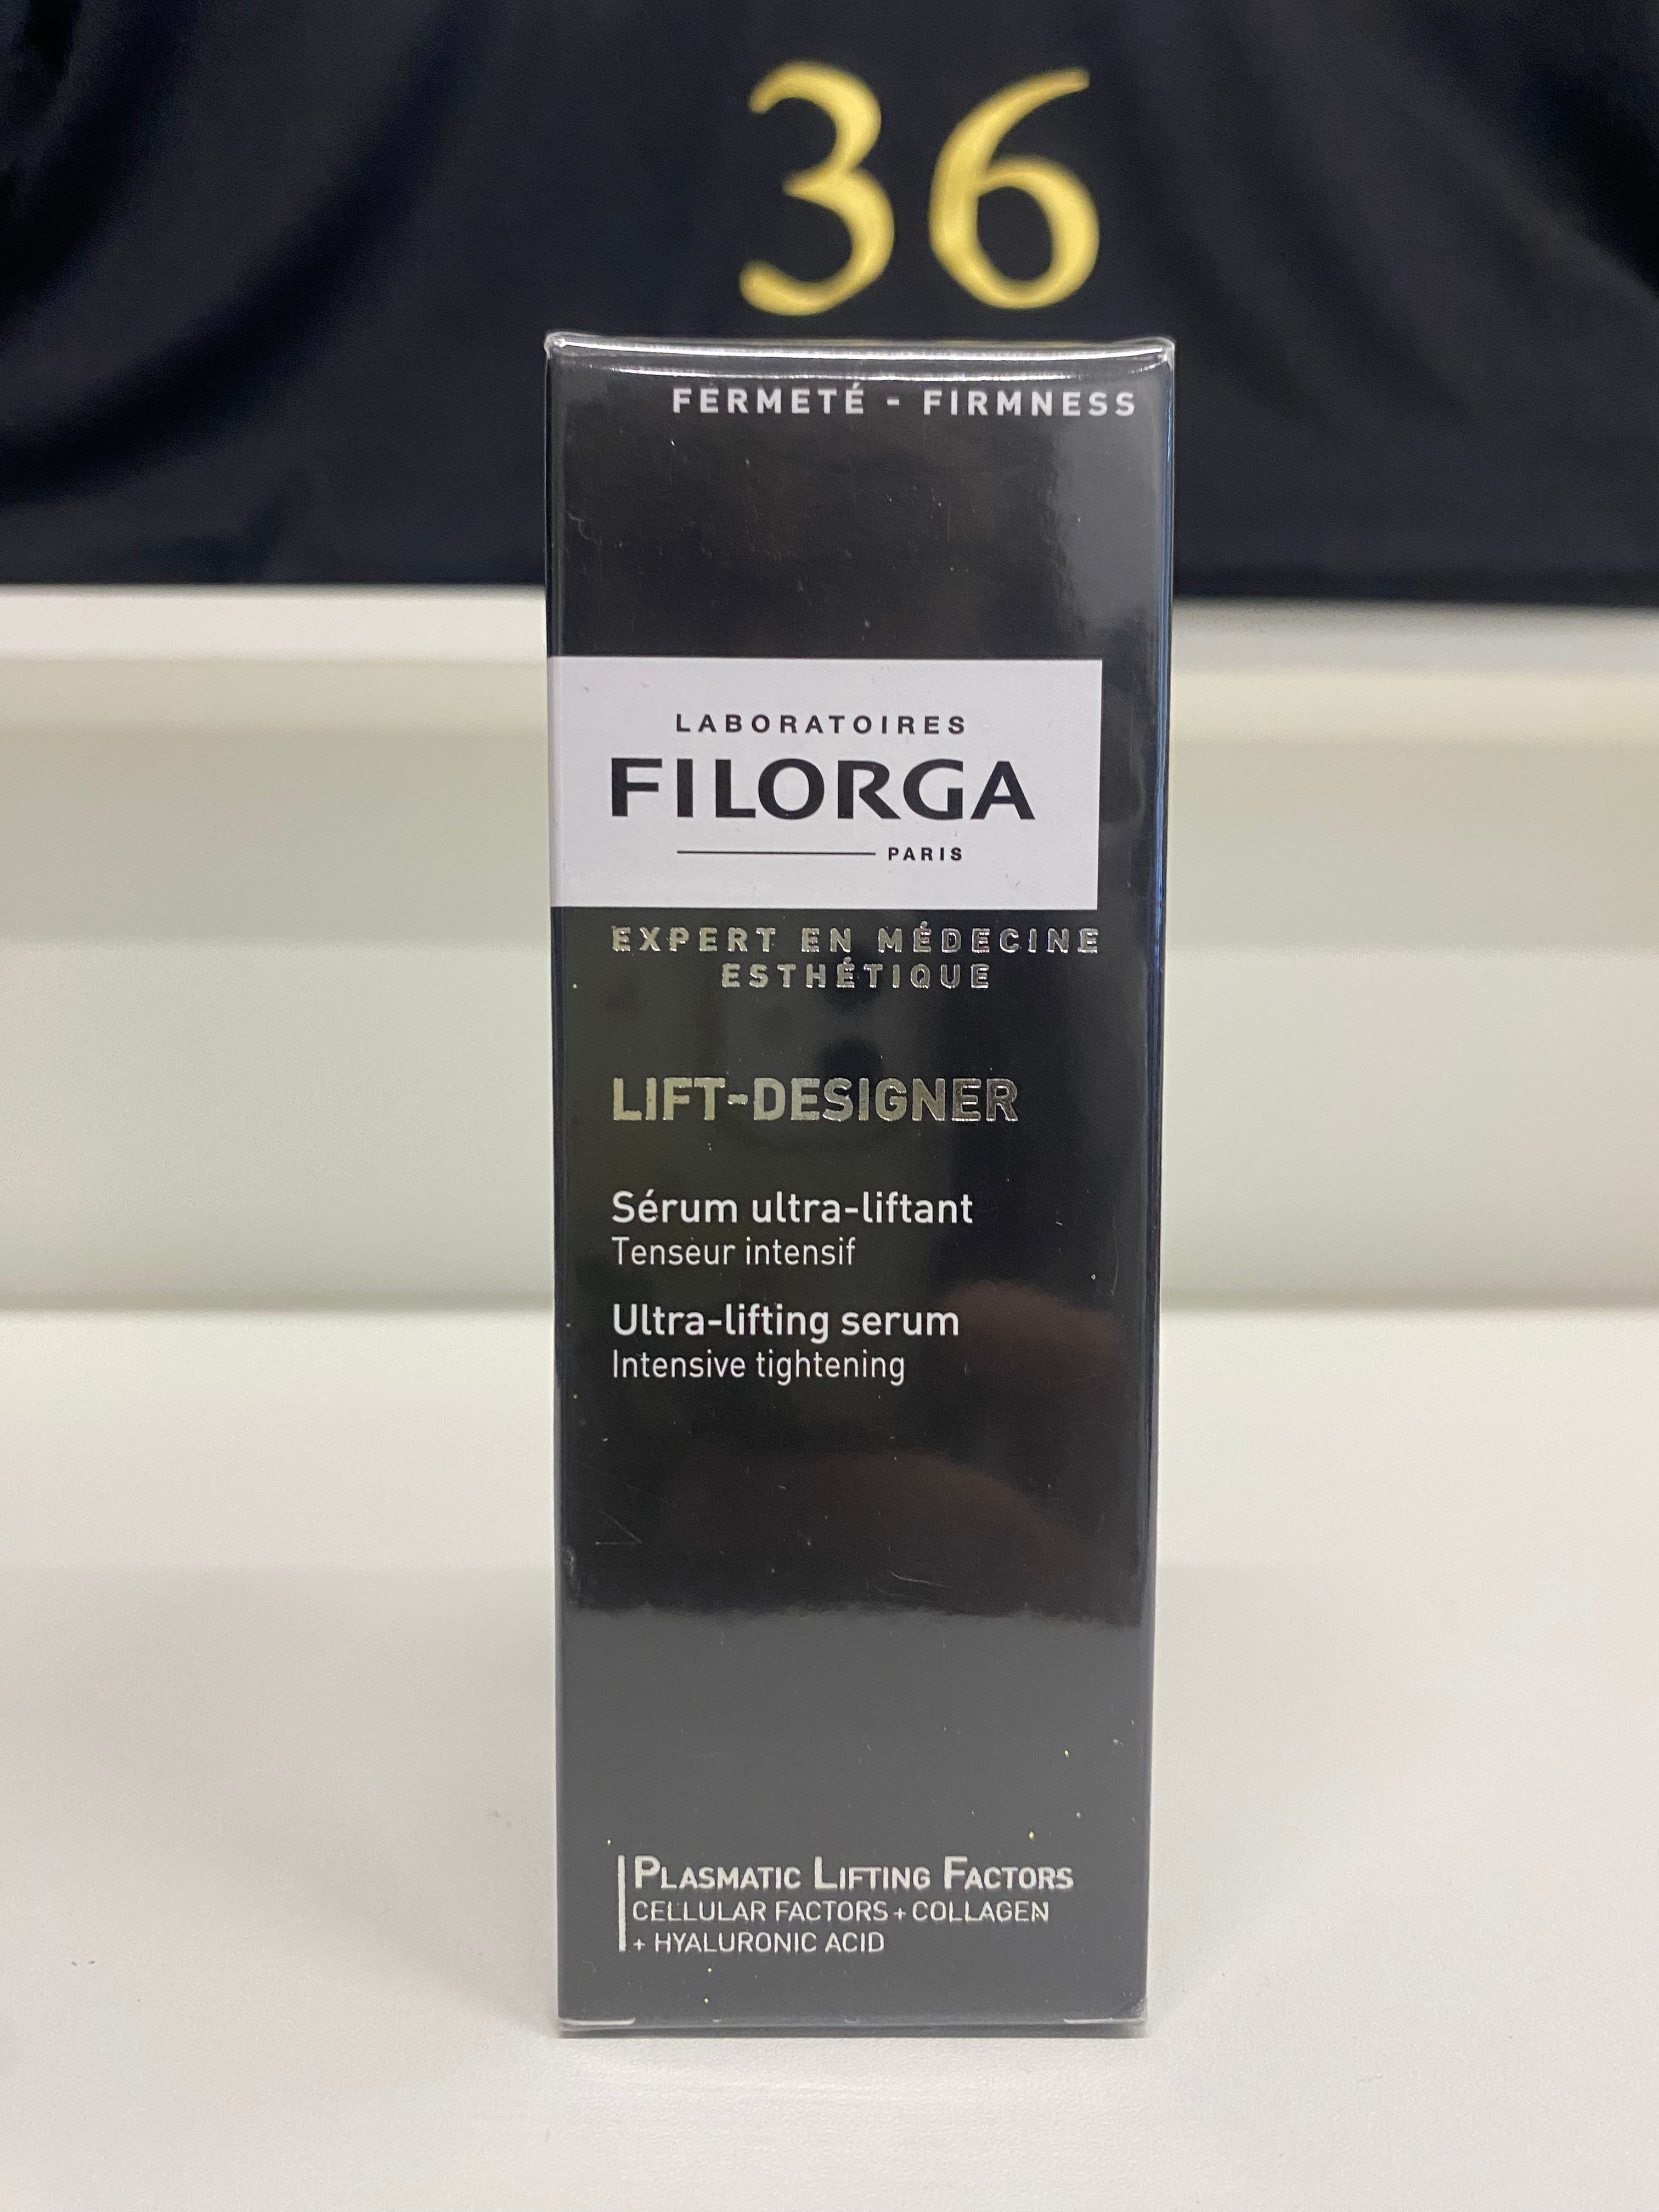 36
FERMETÉ - FIRMNESS
LABORATOIRES
FILORGA
PARIS
EXPERT EN MÉDECINE
ESTHÉTIQUE
LIFT-DESIGNER
Sérum ultra-liftant
Tenseur intensif
Ultra-lifting serum
Intensive tightening
PLASMATIC LIFTING FACTORS
CELLULAR FACTORS + COLLAGEN
+ HYALURONIC ACID